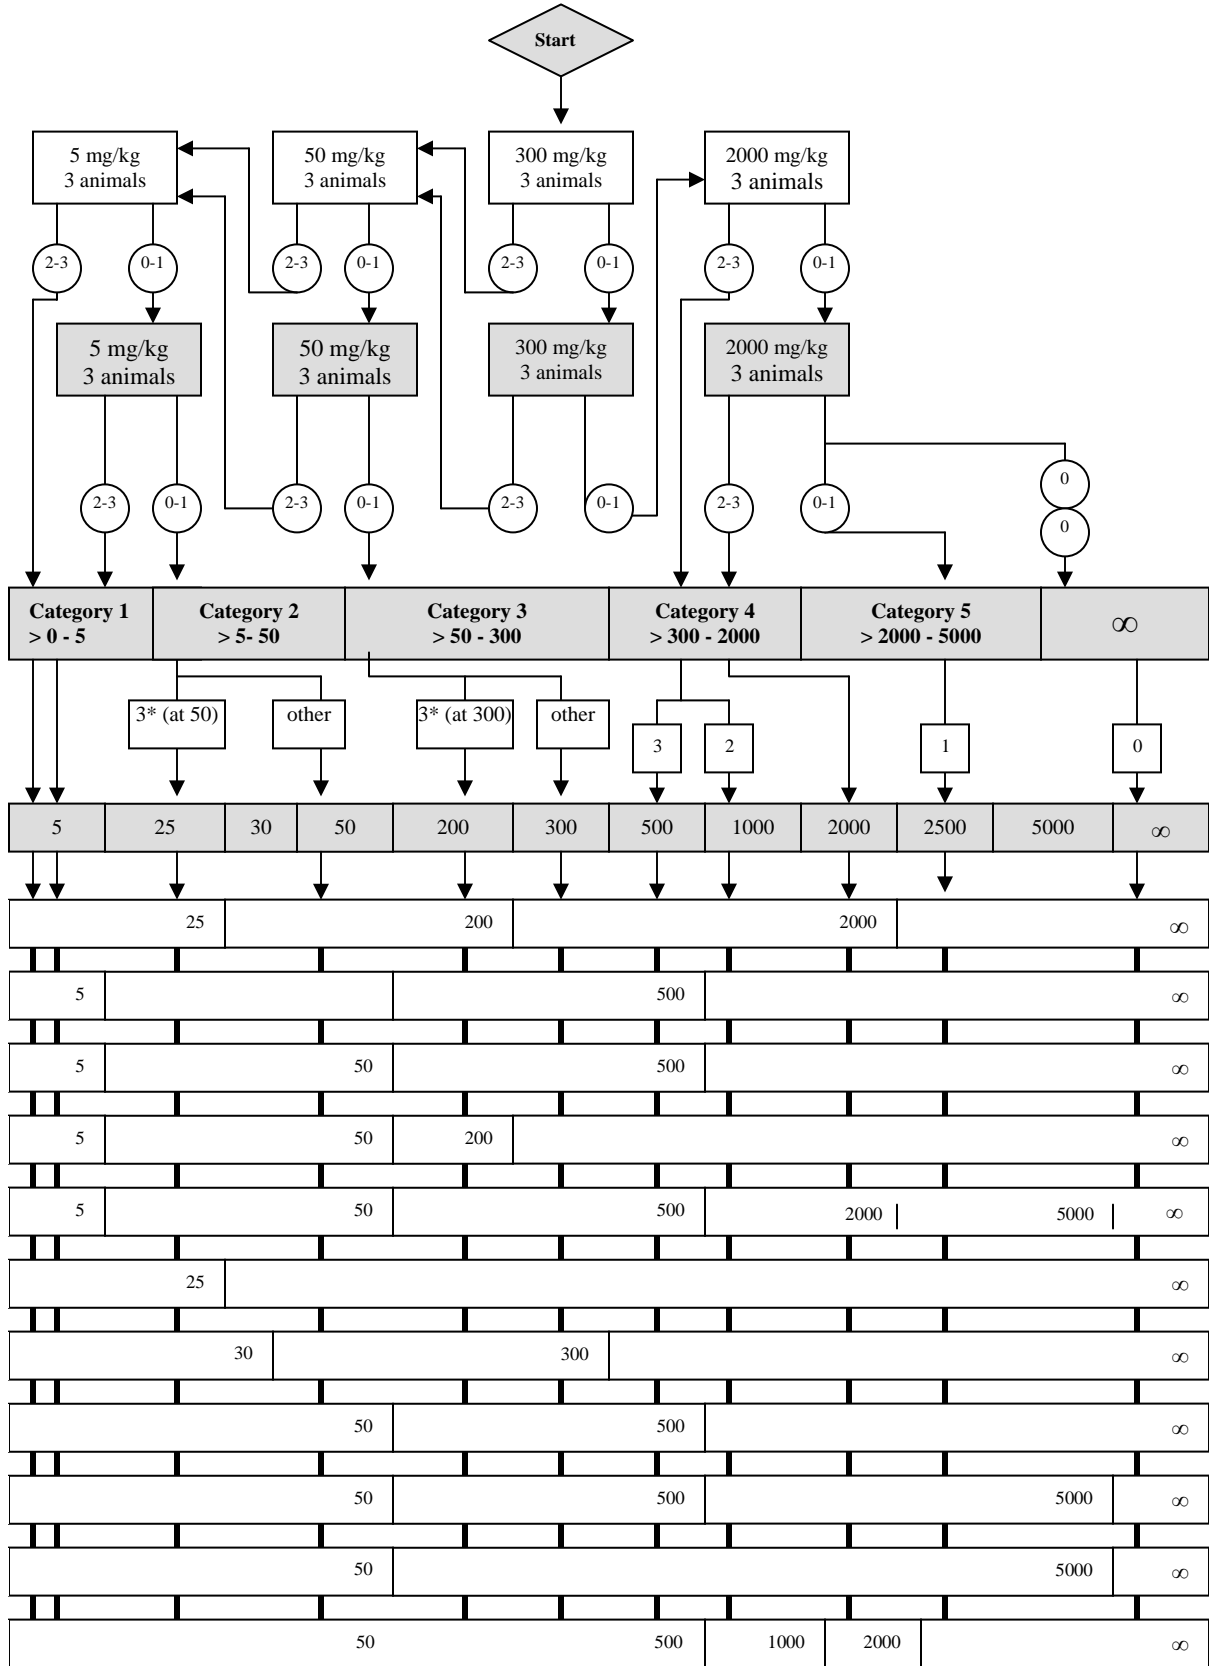 Start
5 mg/kg 50 mg/kg 300 mg/kg 2000 mg/kg
3 animals 3 animals 3 animals 3 animals
2-3 0-1 2-3 0-1 2-3 0-1 2-3 0-1
5 mg/kg 50 mg/kg 300 mg/kg 2000 mg/kg
3 animals 3 animals 3 animals 3 animals
0
2-3 0-1 2-3 0-1 2-3 0-1 2-3 0-1
0
Category 1 Category 2 Category 3 Category 4 Category 5 ∞
> 0 - 5 > 5- 50 > 50 - 300 > 300 - 2000 > 2000 - 5000
3* (at 50) other 3* (at 300) other
3 2 1 0
5 25 30 50 200 300 500 1000 2000 2500 5000 ∞
25 200 2000 ∞
5 500 ∞
5 50 500 ∞
5 50 200 ∞
5 50 500 2000 5000 ∞
25 ∞
30 300 ∞
50 500 ∞
50 500 5000 ∞
50 5000 ∞
50 500 1000 2000 ∞